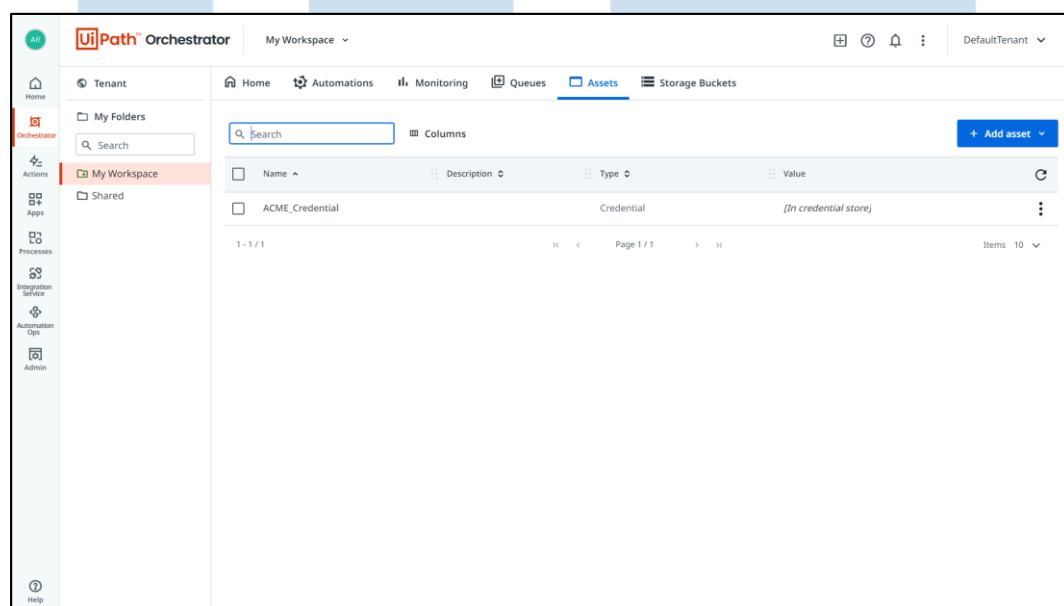 AR
UiPath™ Orchestrator
My Workspace
DefaultTenant
Home
Orchestrator
Actions
Apps
Processes
Integration
Service
Automation
Ops
Admin
Help
Tenant
My Folders
Search
My Workspace
Shared
Home Automations Monitoring Queues Assets Storage Buckets
Search Columns + Add asset
Name Description Type Value
ACME_Credential Credential [In credential store]
1 - 1 / 1 Page 1 / 1 Items 10